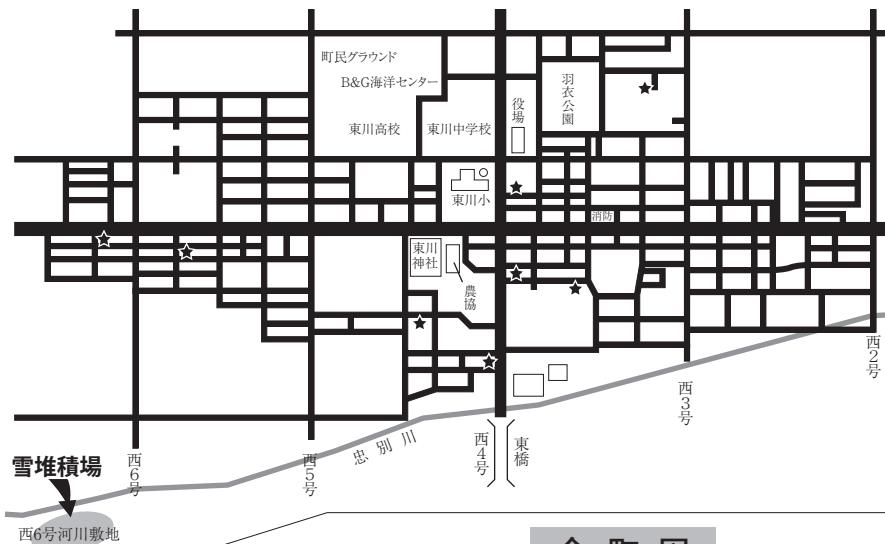 町民グラウンド
B&G海洋センター
役場
羽衣公園
東川高校
東川中学校
東川小
消防
東川
神社
農協
西2号
西3号
西4号
東橋
忠別川
西5号
西6号
雪堆積場
西6号河川敷地